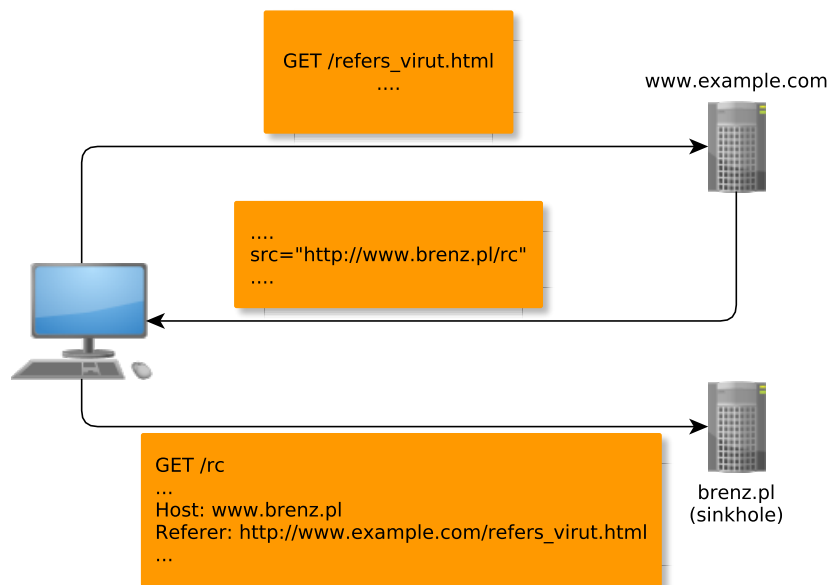 GET /refers_virut.html
....
www.example.com
....
src="http://www.brenz.pl/rc"
....
GET /rc
...
Host: www.brenz.pl
Referer: http://www.example.com/refers_virut.html
...
brenz.pl
(sinkhole)